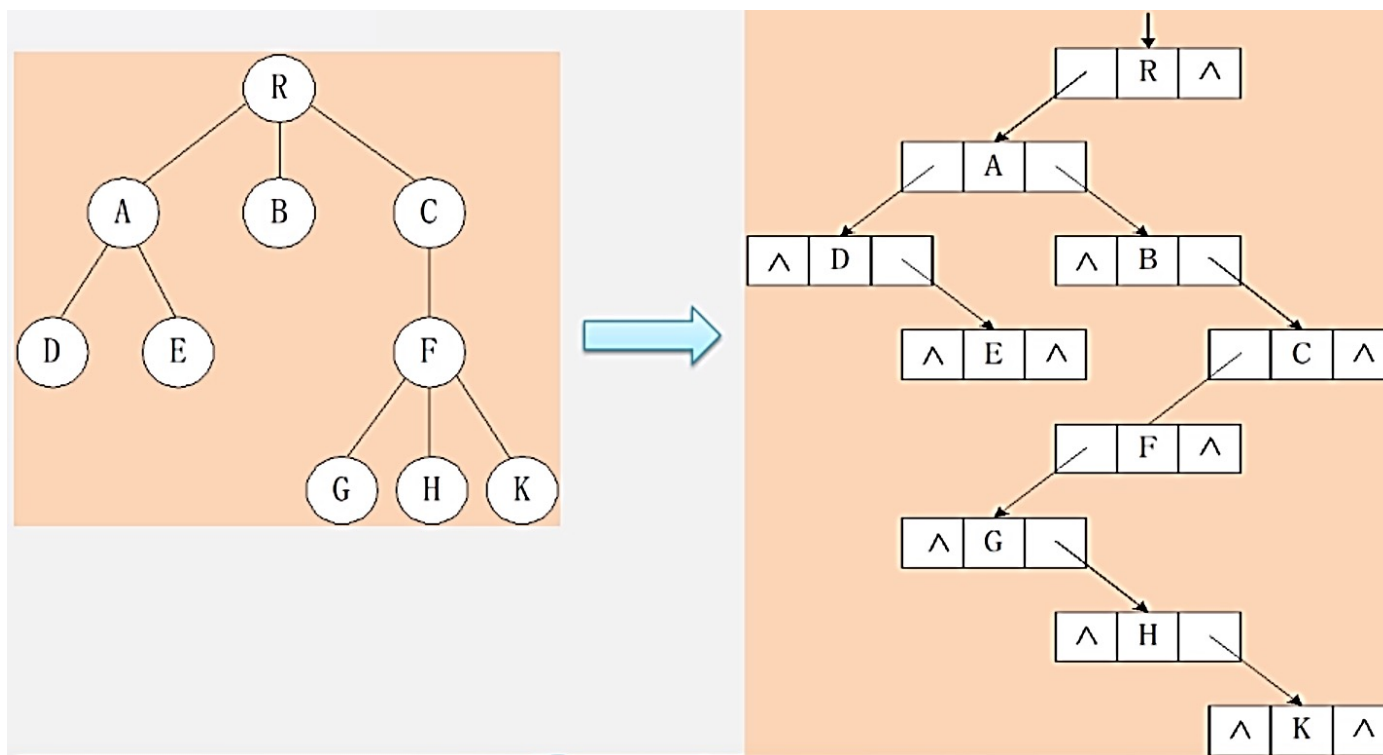 R
A B C
D E F
G H K
R ∧
A
∧ D
∧ B
∧ E ∧
C ∧
F ∧
∧ G
∧ H
∧ K ∧